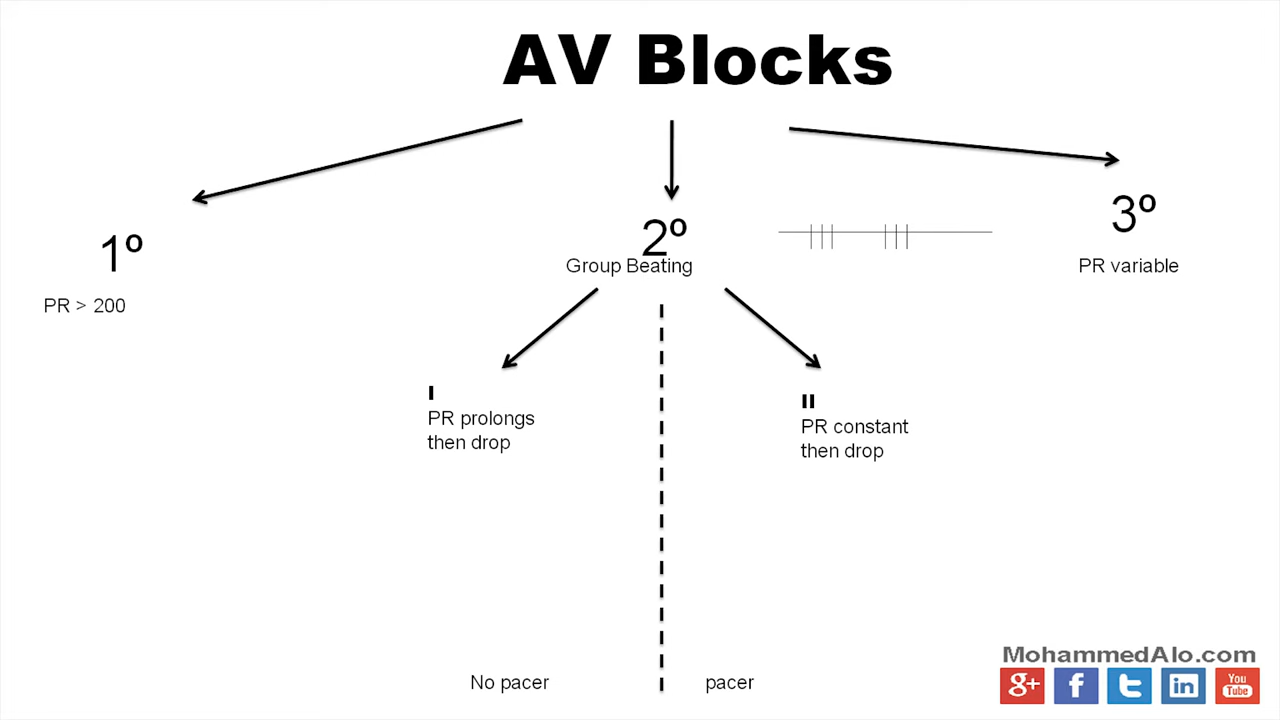 AV Blocks
1º
PR > 200
2º
Group Beating
3º
PR variable
I
PR prolongs
then drop
II
PR constant
then drop
No pacer
pacer
MohammedAlo.com
g+
f
in
You
Tube